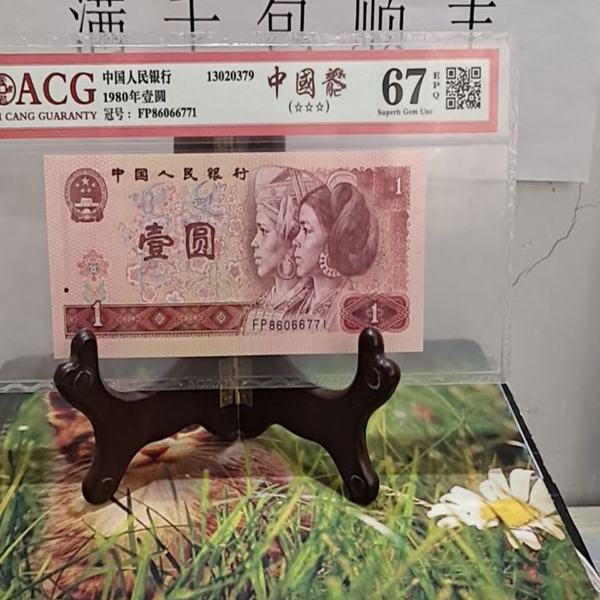 ACG
CANG GUARANTY
中国人民银行
1980年壹圆
冠号：FP86066771
13020379
中國龍
(☆☆☆)
67
EPQ
Superb Gem Unc
中国人民银行
1
壹圆
1
1
FP86066771